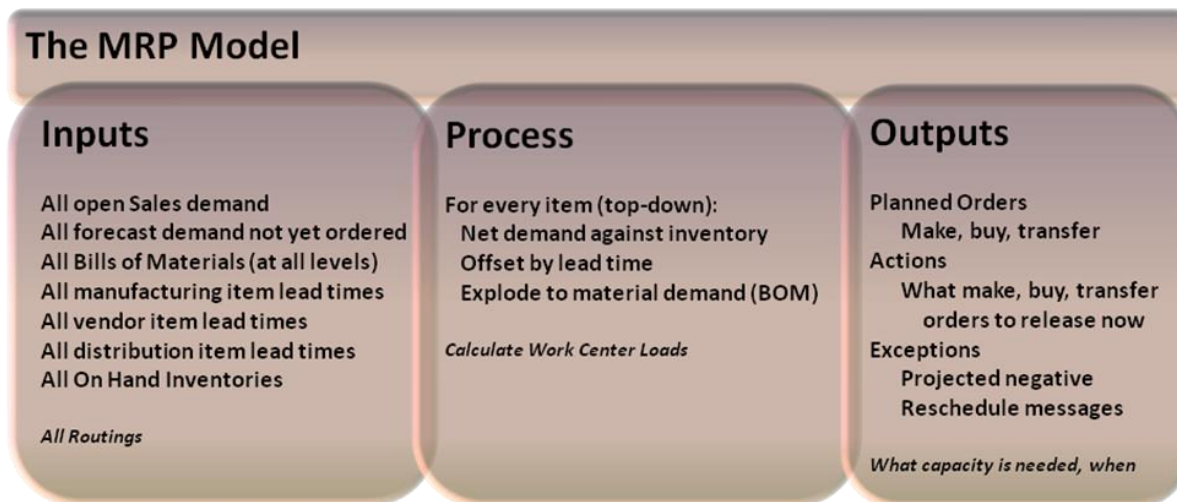 The MRP Model
Inputs
All open Sales demand
All forecast demand not yet ordered
All Bills of Materials (at all levels)
All manufacturing item lead times
All vendor item lead times
All distribution item lead times
All On Hand Inventories
All Routings
Process
For every item (top-down):
Net demand against inventory
Offset by lead time
Explode to material demand (BOM)
Calculate Work Center Loads
Outputs
Planned Orders
Make, buy, transfer
Actions
What make, buy, transfer
orders to release now
Exceptions
Projected negative
Reschedule messages
What capacity is needed, when